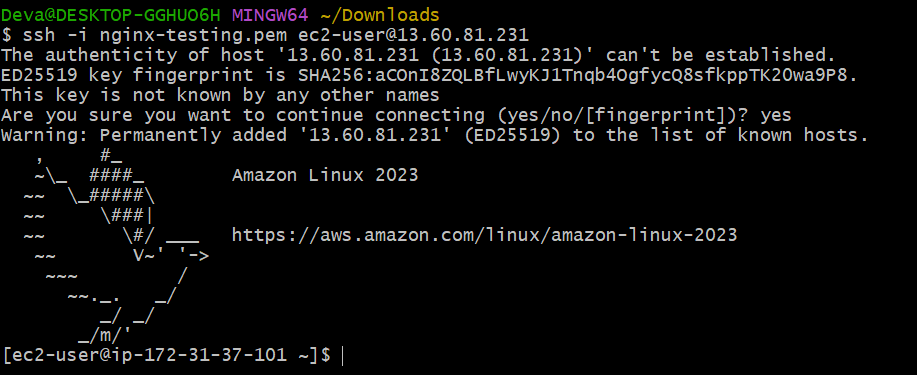 Deva@DESKTOP-GGHUO6H MINGW64 ~/Downloads
$ ssh -i nginx-testing.pem ec2-user@13.60.81.231
The authenticity of host '13.60.81.231 (13.60.81.231)' can't be established.
ED25519 key fingerprint is SHA256:acOnI8ZQLBfLwyKJ1Tnqb4OgfycQ8sfkppTK2Owa9P8.
This key is not known by any other names
Are you sure you want to continue connecting (yes/no/[fingerprint])? yes
Warning: Permanently added '13.60.81.231' (ED25519) to the list of known hosts.
   ,     #_
   ~\_  ####_        Amazon Linux 2023
  ~~  \_#####\
  ~~     \###|
  ~~       \#/ ___   https://aws.amazon.com/linux/amazon-linux-2023
   ~~       V~' '->
    ~~~         /
      ~~._.   _/
         _/ _/
       _/m/'
[ec2-user@ip-172-31-37-101 ~]$